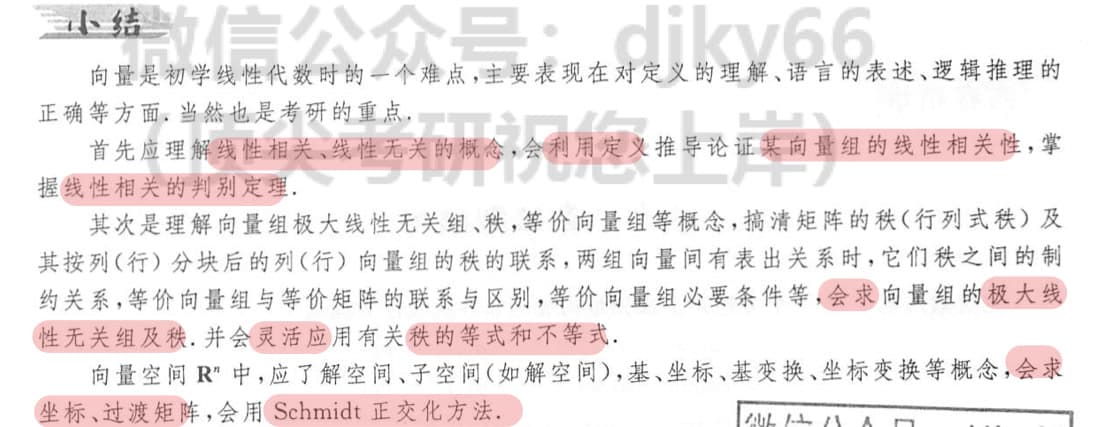 小结
微信公众号：djky66
向量是初学线性代数时的一个难点,主要表现在对定义的理解、语言的表述、逻辑推理的
正确等方面.当然也是考研的重点.
(顶尖考研祝您上岸)
首先应理解线性相关、线性无关的概念,会利用定义推导论证某向量组的线性相关性,掌
握线性相关的判别定理.
其次是理解向量组极大线性无关组、秩,等价向量组等概念,搞清矩阵的秩(行列式秩)及
其按列(行)分块后的列(行)向量组的秩的联系,两组向量间有表出关系时,它们秩之间的制
约关系,等价向量组与等价矩阵的联系与区别,等价向量组必要条件等,会求向量组的极大线
性无关组及秩.并会灵活应用有关秩的等式和不等式.
向量空间 Rⁿ 中,应了解空间、子空间(如解空间),基、坐标、基变换、坐标变换等概念,会求
坐标、过渡矩阵,会用 Schmidt 正交化方法.